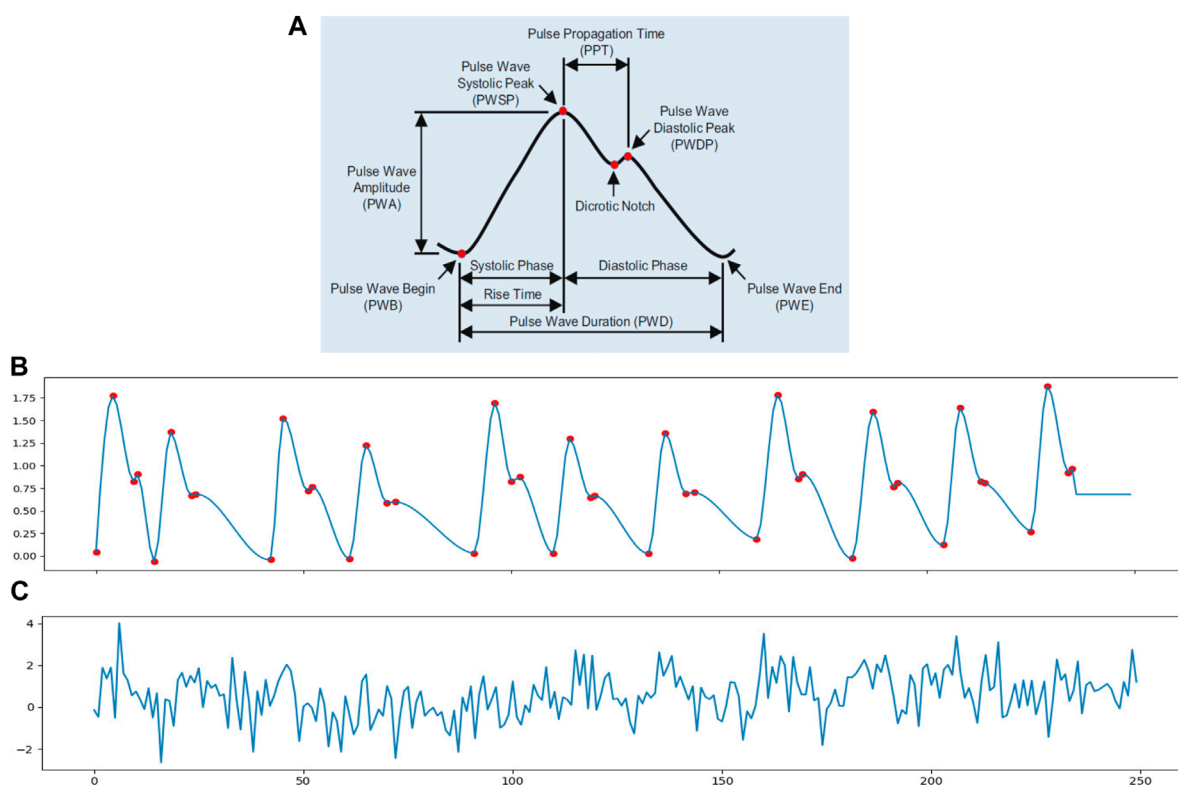 A
Pulse Propagation Time
(PPT)
Pulse Wave
Systolic Peak
(PWSP)
Pulse Wave
Diastolic Peak
(PWDP)
Pulse Wave
Amplitude
(PWA)
Dicrotic Notch
Systolic Phase
Diastolic Phase
Pulse Wave Begin
(PWB)
Rise Time
Pulse Wave End
(PWE)
Pulse Wave Duration (PWD)
B
1.75
1.50
1.25
1.00
0.75
0.50
0.25
0.00
C
4
2
0
−2
0
50
100
150
200
250